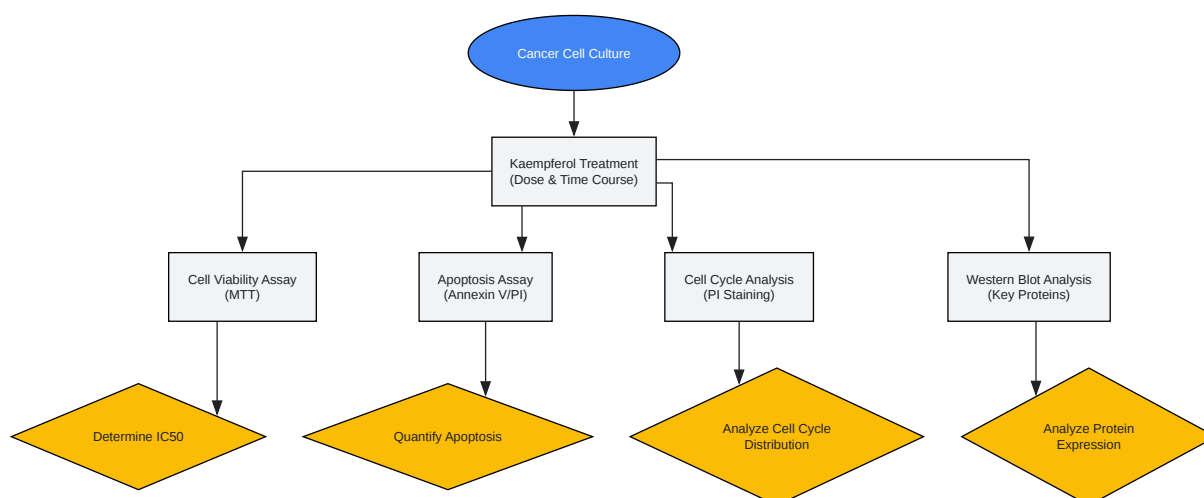 Cancer Cell Culture
Kaempferol Treatment
(Dose & Time Course)
Cell Viability Assay
(MTT)
Apoptosis Assay
(Annexin V/PI)
Cell Cycle Analysis
(PI Staining)
Western Blot Analysis
(Key Proteins)
Determine IC50
Quantify Apoptosis
Analyze Cell Cycle
Distribution
Analyze Protein
Expression